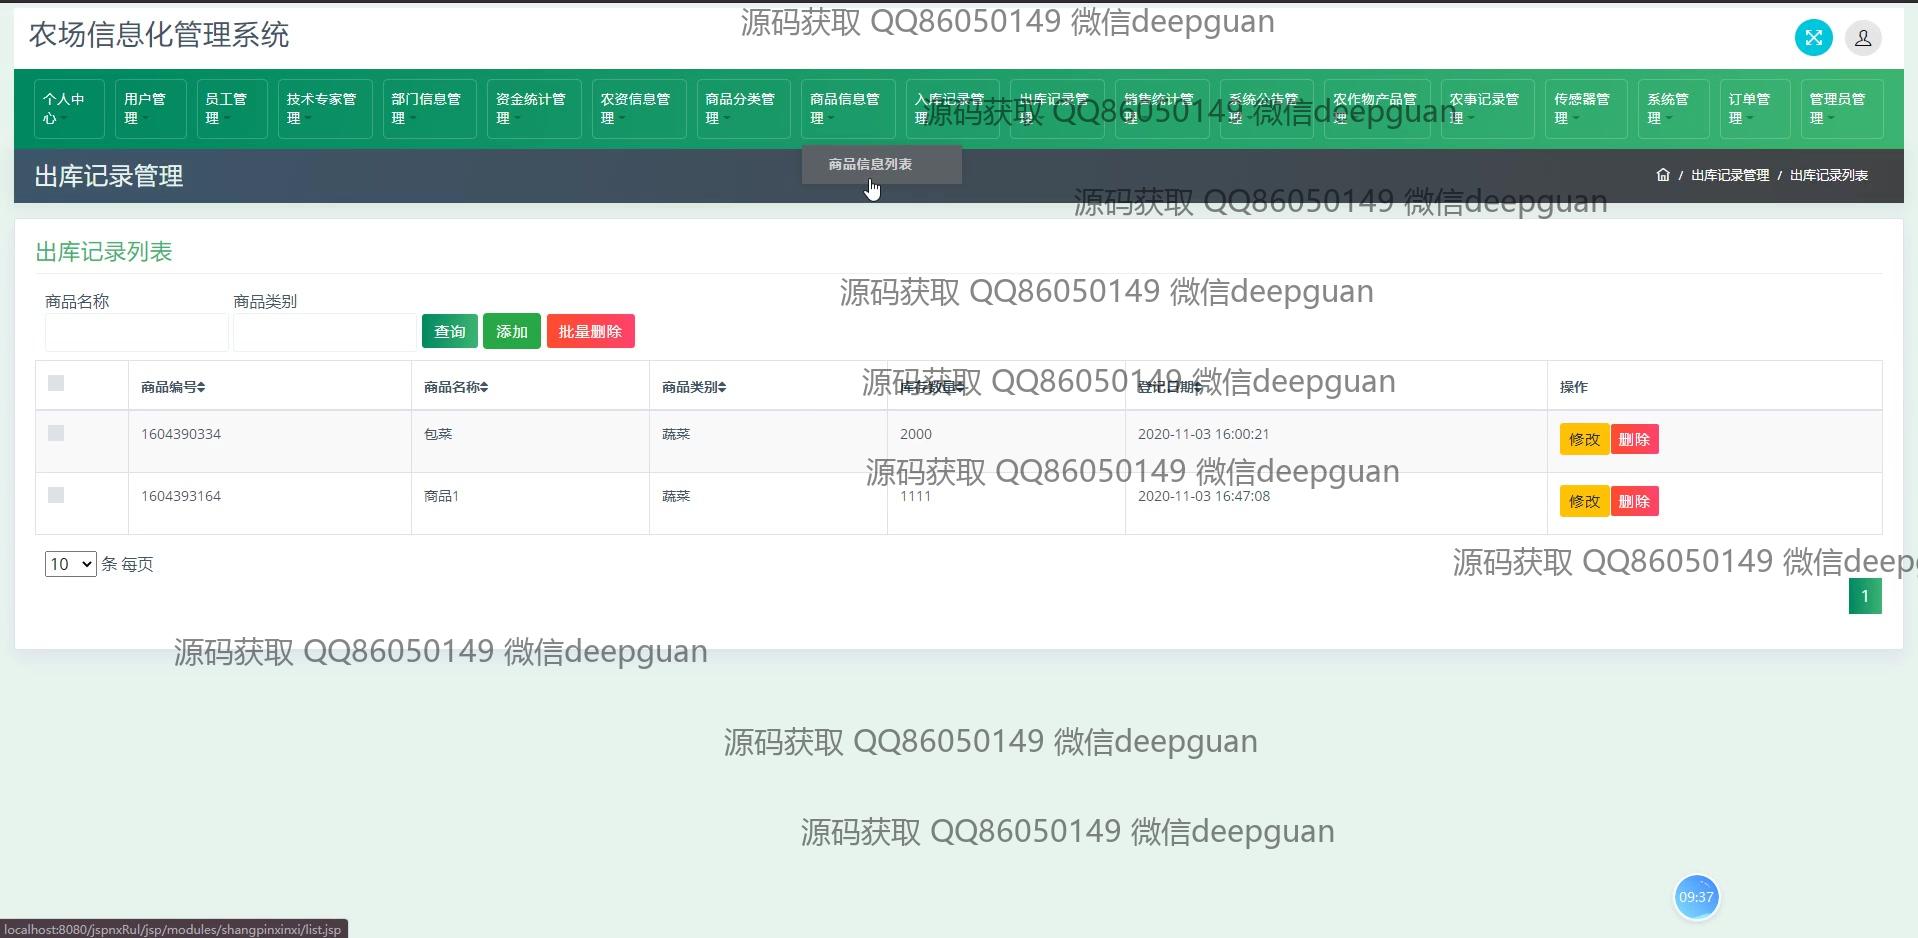 农场信息化管理系统
源码获取 QQ86050149 微信deepguan
个人中心
用户管理
员工管理
技术专家管理
部门信息管理
资金统计管理
农资信息管理
商品分类管理
商品信息管理
入库记录管理
出库记录管理
销售统计管理
系统公告管理
农作物产品管理
农事记录管理
传感器管理
系统管理
订单管理
管理员管理
源码获取 QQ86050149 微信deepguan
商品信息列表
出库记录管理
/ 出库记录管理 / 出库记录列表
源码获取 QQ86050149 微信deepguan
出库记录列表
商品名称 商品类别
源码获取 QQ86050149 微信deepguan
查询 添加 批量删除
商品编号 商品名称 商品类别 库存数量 登记日期 操作
源码获取 QQ86050149 微信deepguan
1604390334 包菜 蔬菜 2000 2020-11-03 16:00:21 修改 删除
源码获取 QQ86050149 微信deepguan
1604393164 商品1 蔬菜 1111 2020-11-03 16:47:08 修改 删除
10 条 每页
源码获取 QQ86050149 微信deep
1
源码获取 QQ86050149 微信deepguan
源码获取 QQ86050149 微信deepguan
源码获取 QQ86050149 微信deepguan
09:37
localhost:8080/jspnxRul/jsp/modules/shangpinxinxi/list.jsp